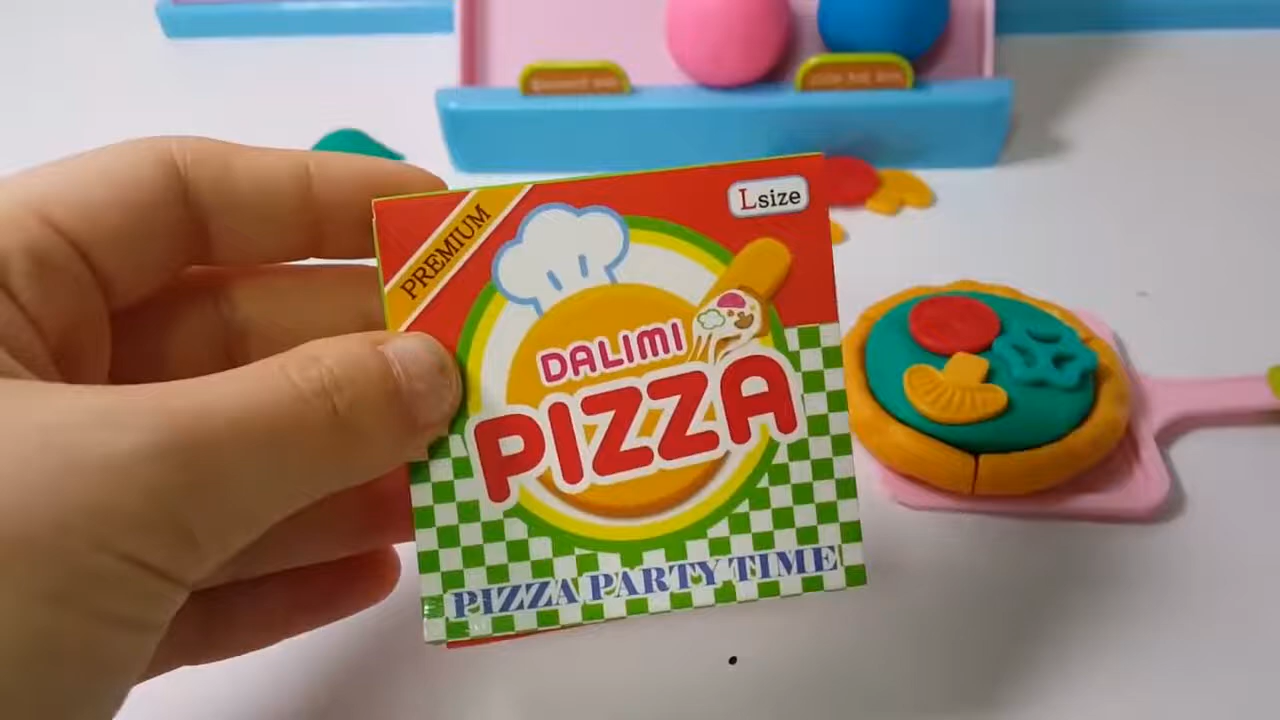 PREMIUM
Lsize
DALIMI
PIZZA
PIZZA PARTY TIME